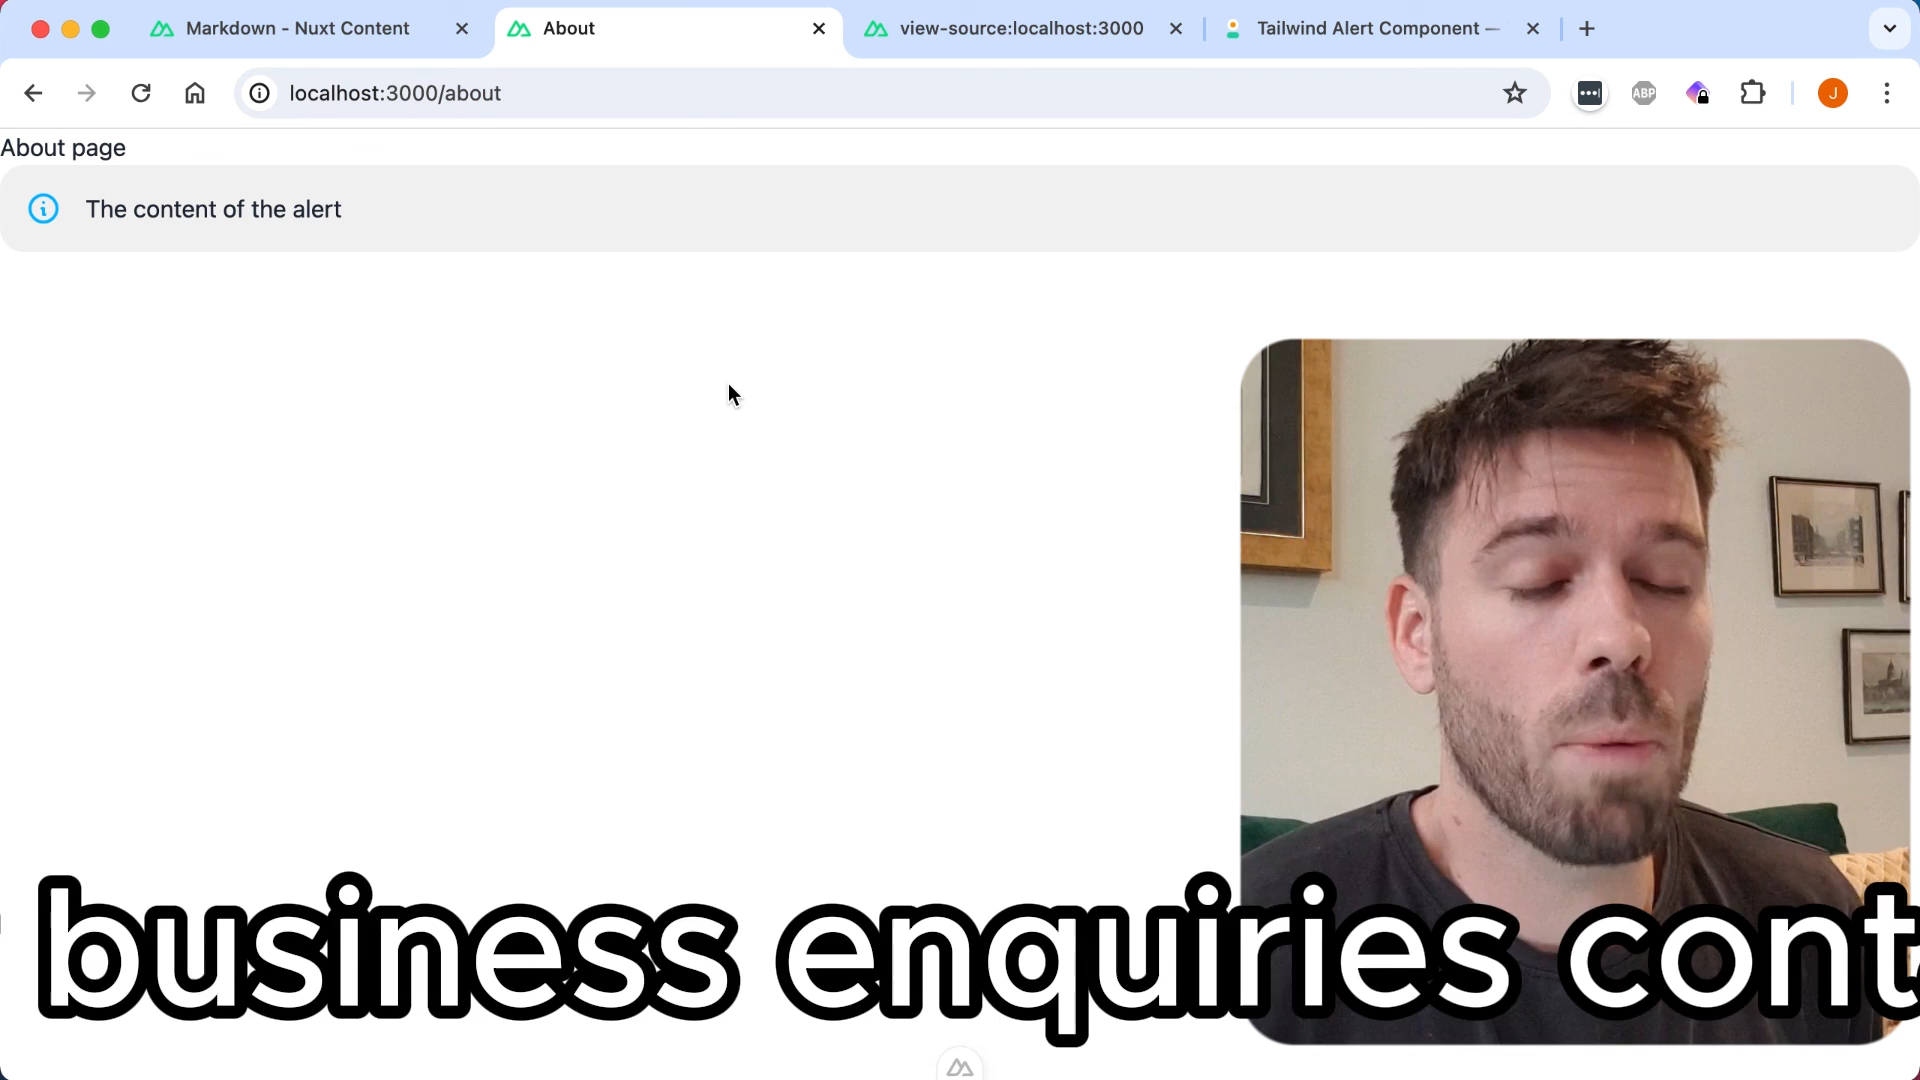 Markdown - Nuxt Content
About
view-source:localhost:3000
Tailwind Alert Component —
localhost:3000/about
ABP
J
About page
The content of the alert
business enquiries cont